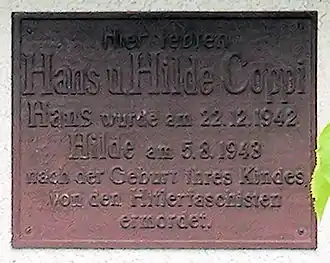 Hier lebten
Hans u. Hilde Coppi
Hans wurde am 22.12.1942
Hilde am 5.8.1943
nach der Geburt ihres Kindes
von den Hitlerfaschisten
ermordet.